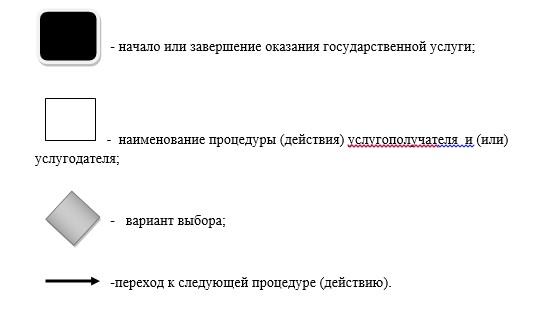 - начало или завершение оказания государственной услуги;
- наименование процедуры (действия) услугополучателя и (или)
услугодателя;
- вариант выбора;
-переход к следующей процедуре (действию).